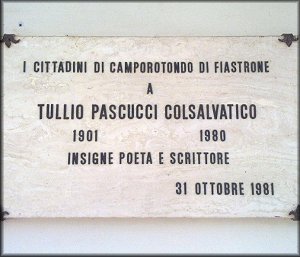 I CITTADINI DI CAMPOROTONDO DI FIASTRONE
A
TULLIO PASCUCCI COLSALVATICO
1901 1980
INSIGNE POETA E SCRITTORE
31 OTTOBRE 1981